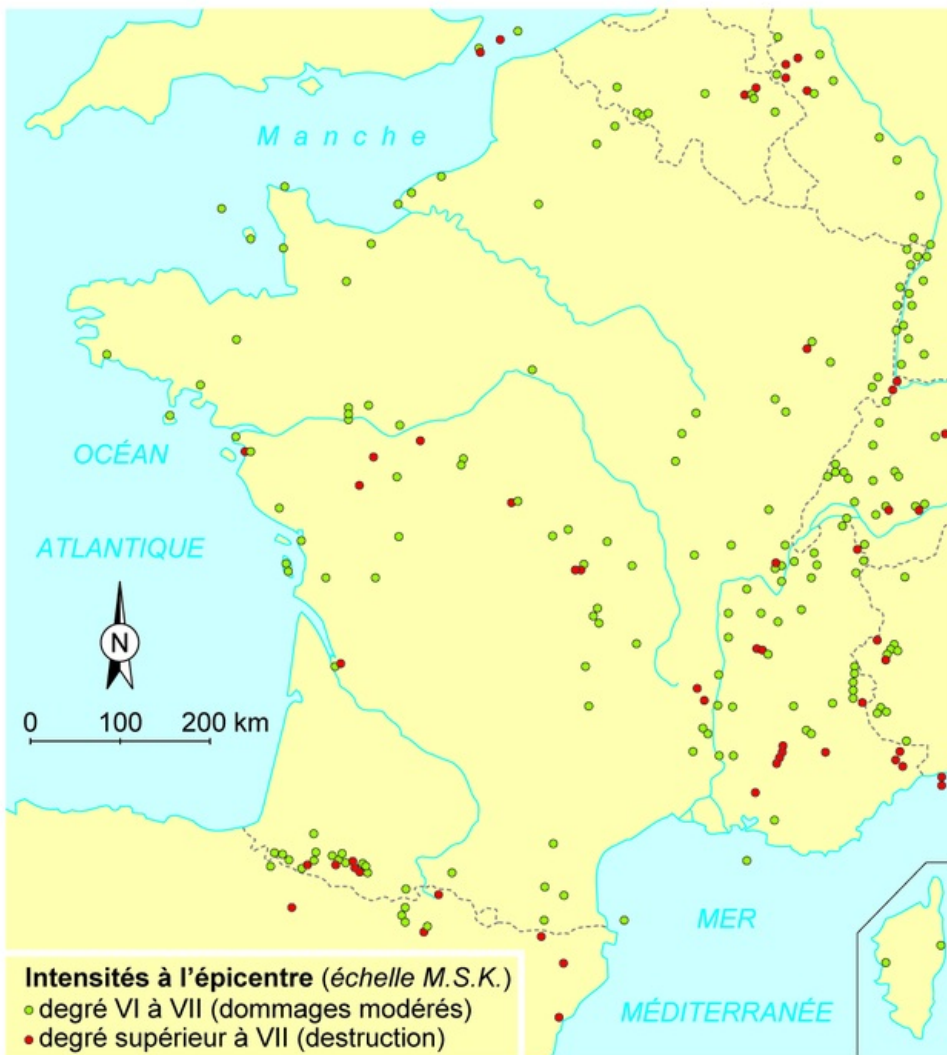 Manche
OCÉAN
ATLANTIQUE
N
0 100 200 km
MER
MÉDITERRANÉE
Intensités à l'épicentre (échelle M.S.K.)
degré VI à VII (dommages modérés)
degré supérieur à VII (destruction)